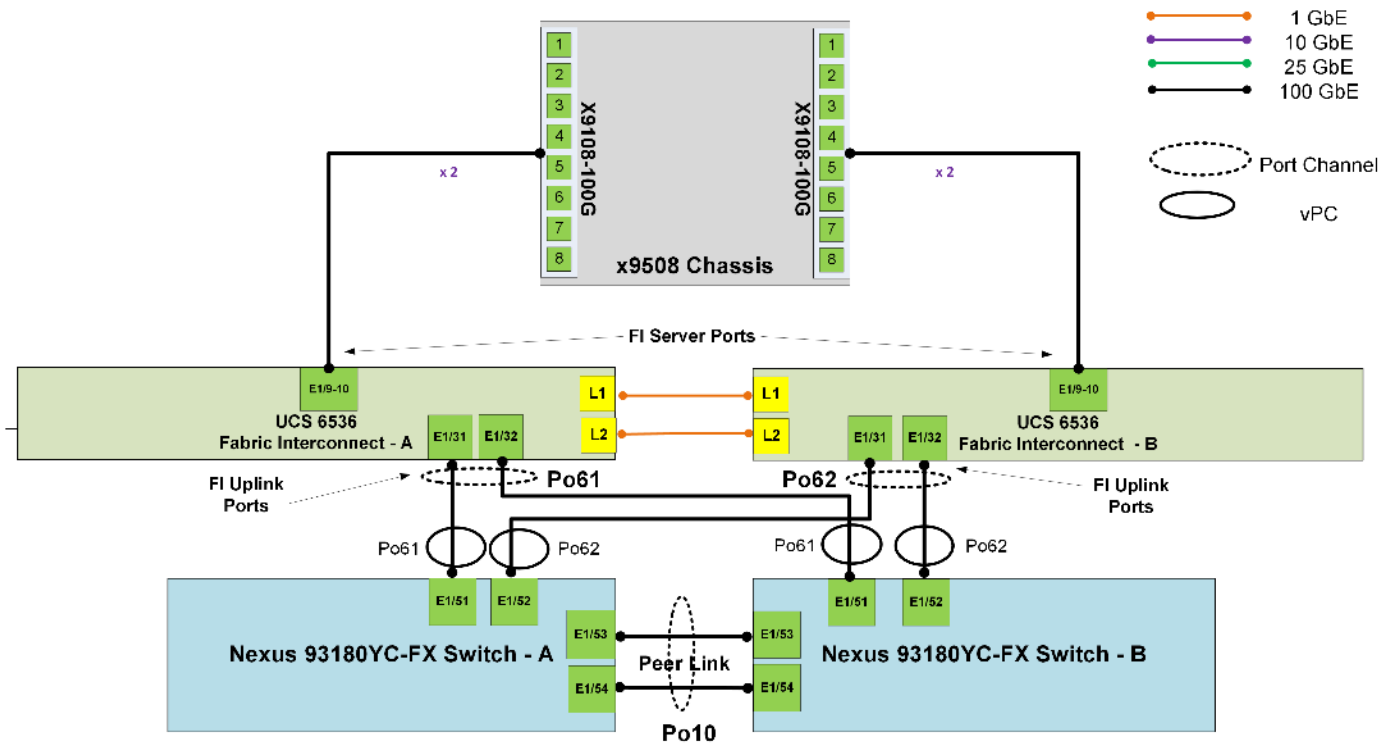 1 GbE
10 GbE
25 GbE
100 GbE
Port Channel
vPC
1
2
3
4
5
6
7
8
X9108-100G
X9108-100G
1
2
3
4
5
6
7
8
x9508 Chassis
x 2
x 2
FI Server Ports
E1/9-10
UCS 6536
Fabric Interconnect - A
E1/31
E1/32
L1
L2
L1
L2
E1/9-10
UCS 6536
Fabric Interconnect - B
E1/31
E1/32
FI Uplink
Ports
Po61
Po62
FI Uplink
Ports
Po61
Po62
Po61
Po62
E1/51
E1/52
E1/53
E1/54
Nexus 93180YC-FX Switch - A
Peer Link
Po10
E1/51
E1/52
E1/53
E1/54
Nexus 93180YC-FX Switch - B